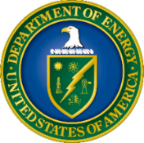 DEPARTMENT OF ENERGY
UNITED STATES OF AMERICA